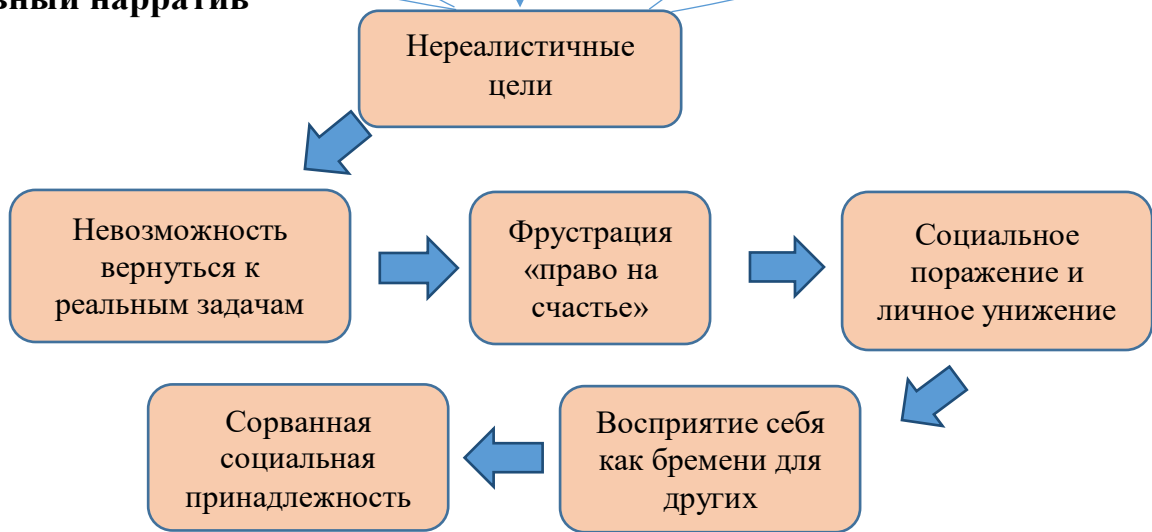 нарратив
Нереалистичные
цели
Невозможность
вернуться к
реальным задачам
Фрустрация
«право на
счастье»
Социальное
поражение и
личное унижение
Восприятие себя
как бремени для
других
Сорванная
социальная
принадлежность